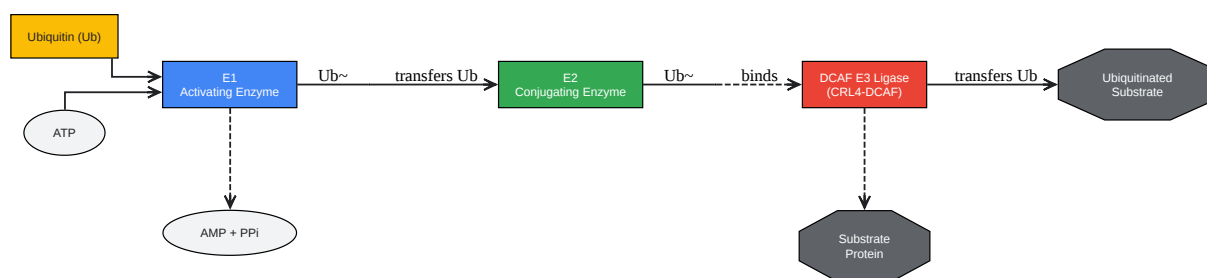 Ubiquitin (Ub)
ATP
E1
Activating Enzyme
AMP + PPi
Ub~
transfers Ub
E2
Conjugating Enzyme
Ub~
binds
DCAF E3 Ligase
(CRL4-DCAF)
Substrate
Protein
transfers Ub
Ubiquitinated
Substrate